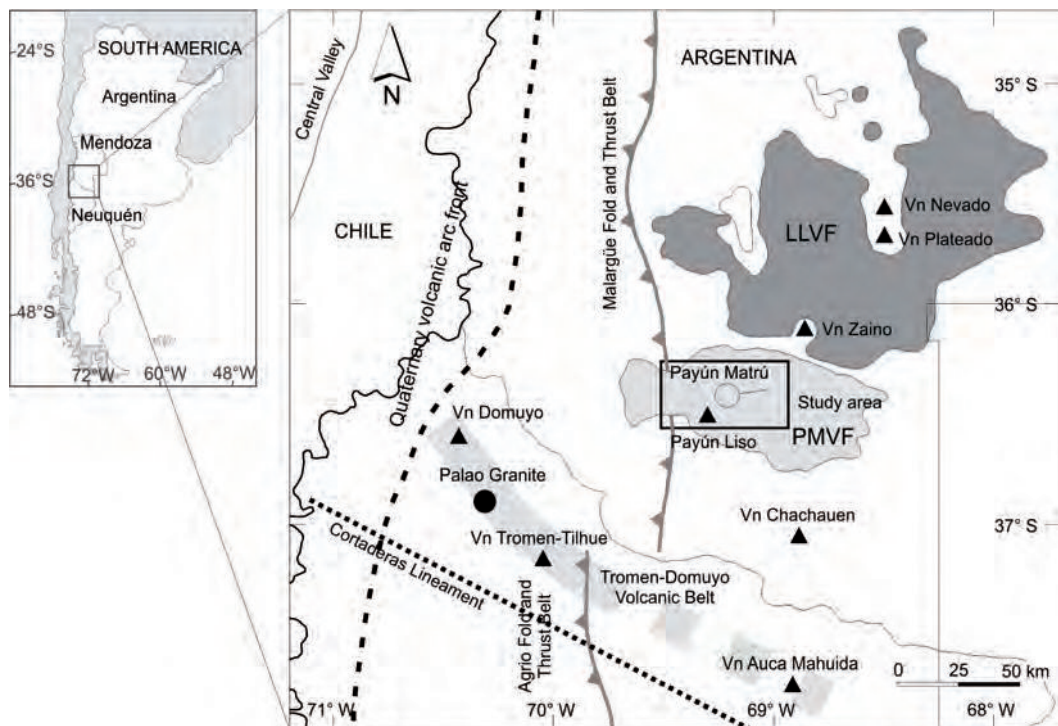 24°S
SOUTH AMERICA
Argentina
Mendoza
36°S
Neuquén
48°S
72°W
60°W
48°W
Central Valley
N
ARGENTINA
35°S
Malargüe Fold and Thrust Belt
CHILE
Quaternary volcanic arc front
LLVF
Vn Nevado
Vn Plateado
36°S
Vn Zaino
Payún Matrú
Study area
Payún Liso
PMVF
Vn Domuyo
Palao Granite
Vn Chachauen
37°S
Vn Tromen-Tilhue
Cortaderas Lineament
Tromen-Domuyo
Volcanic Belt
Agrio Fold and
Thrust Belt
Vn Auca Mahuida
0 25 50 km
71°W
70°W
69°W
68°W